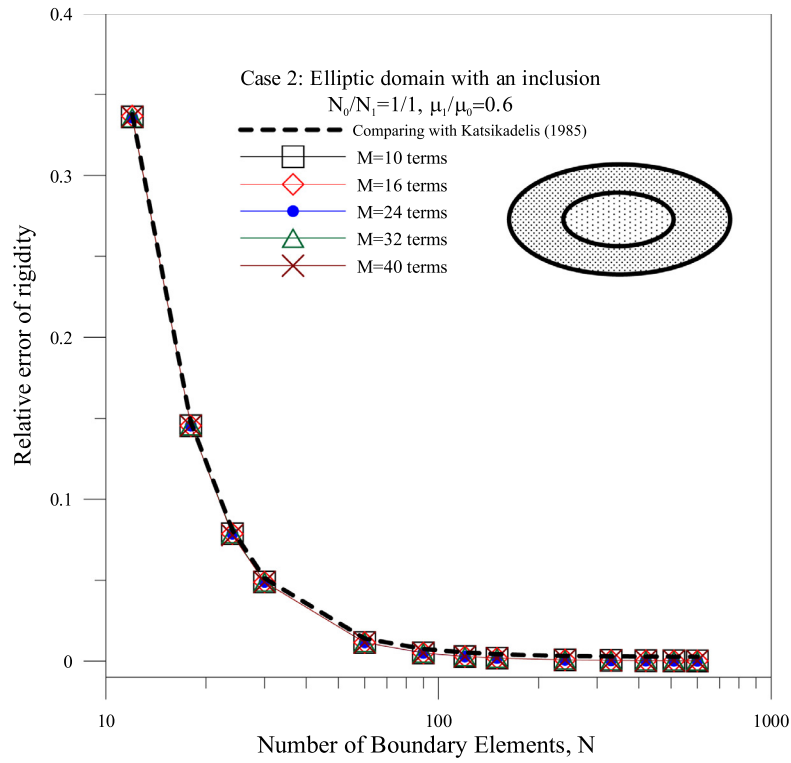 Case 2: Elliptic domain with an inclusion
N₀/N₁=1/1, μ₁/μ₀=0.6
Comparing with Katsikadelis (1985)
M=10 terms
M=16 terms
M=24 terms
M=32 terms
M=40 terms
Relative error of rigidity
0.4
0.3
0.2
0.1
0
10
100
1000
Number of Boundary Elements, N